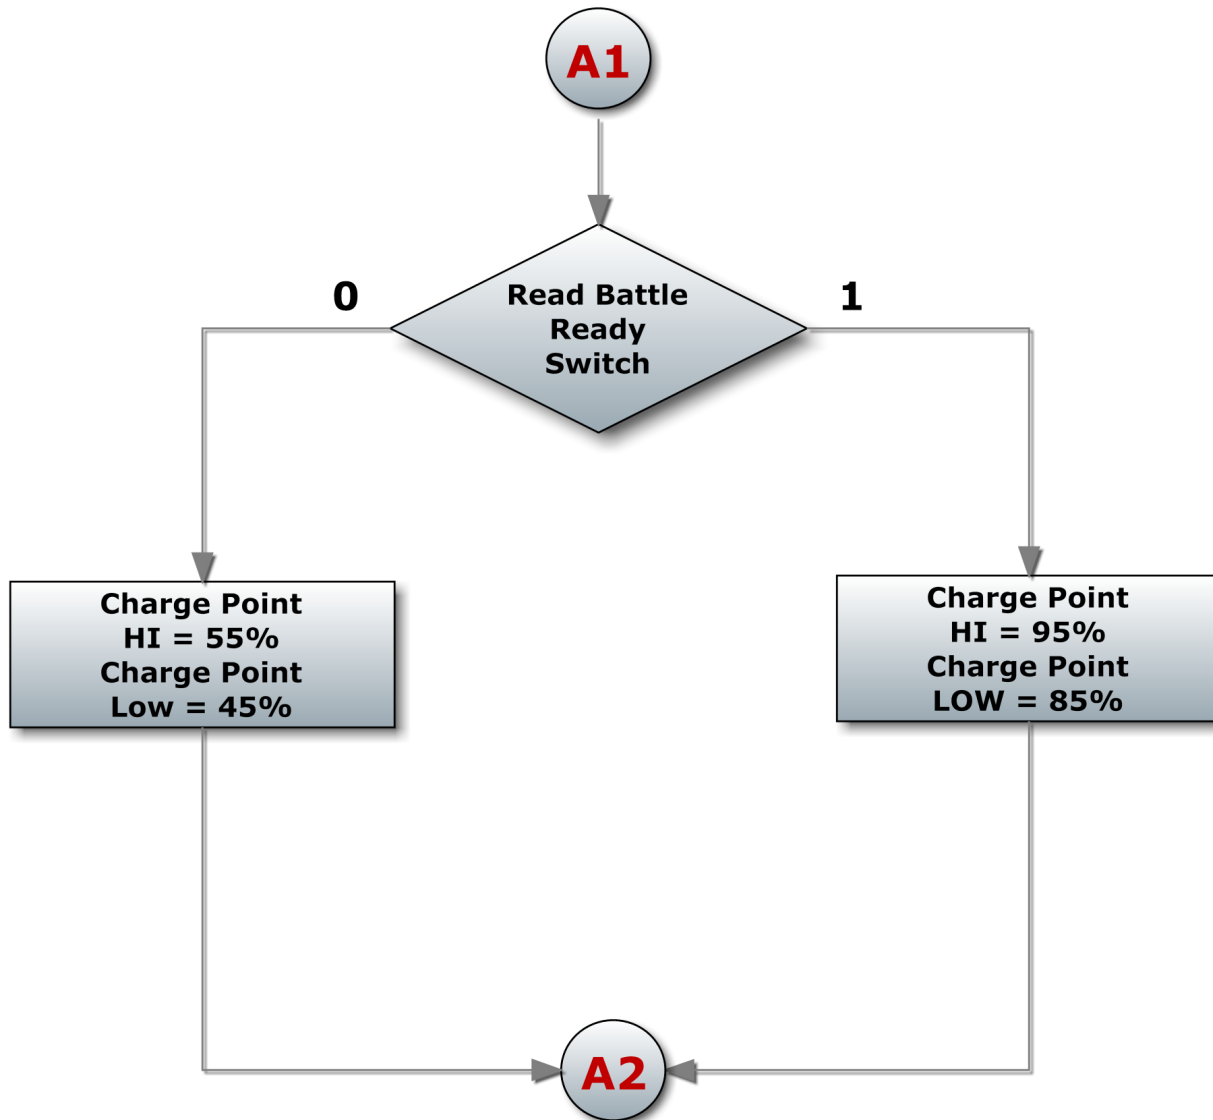 A1
0
1
Read Battle
Ready
Switch
Charge Point
HI = 55%
Charge Point
Low = 45%
Charge Point
HI = 95%
Charge Point
LOW = 85%
A2